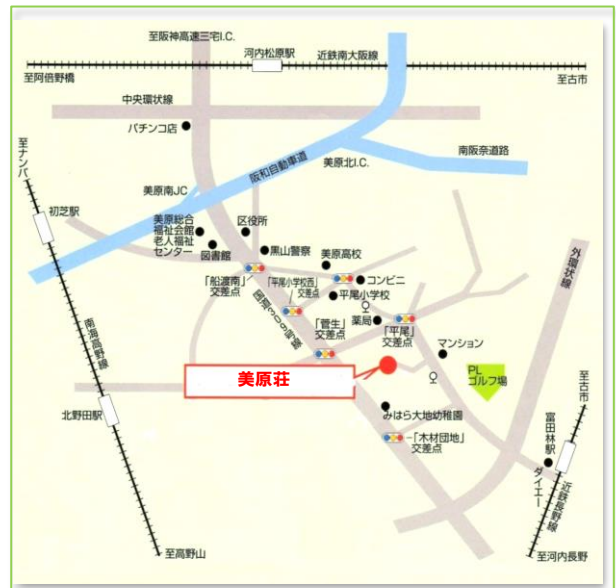 至阪神高速三宅I.C.
河内松原駅
近鉄南大阪線
至阿倍野橋
至古市
中央環状線
パチンコ店
至ナンバ
阪和自動車道
美原北I.C.
南阪奈道路
美原南JC
初芝駅
美原総合
福祉会館
老人福祉
センター
図書館
区役所
黒山警察
美原高校
外環状線
「船渡南」
交差点
「平尾小学校西」
交差点
コンビニ
平尾小学校
国道309号線
「菅生」
交差点
薬局
「平尾」
交差点
マンション
南海高野線
美原荘
PL
ゴルフ場
至古市
北野田駅
みはら大地幼稚園
「木材団地」
交差点
富田林駅
ダイエー
近鉄長野線
至高野山
至河内長野